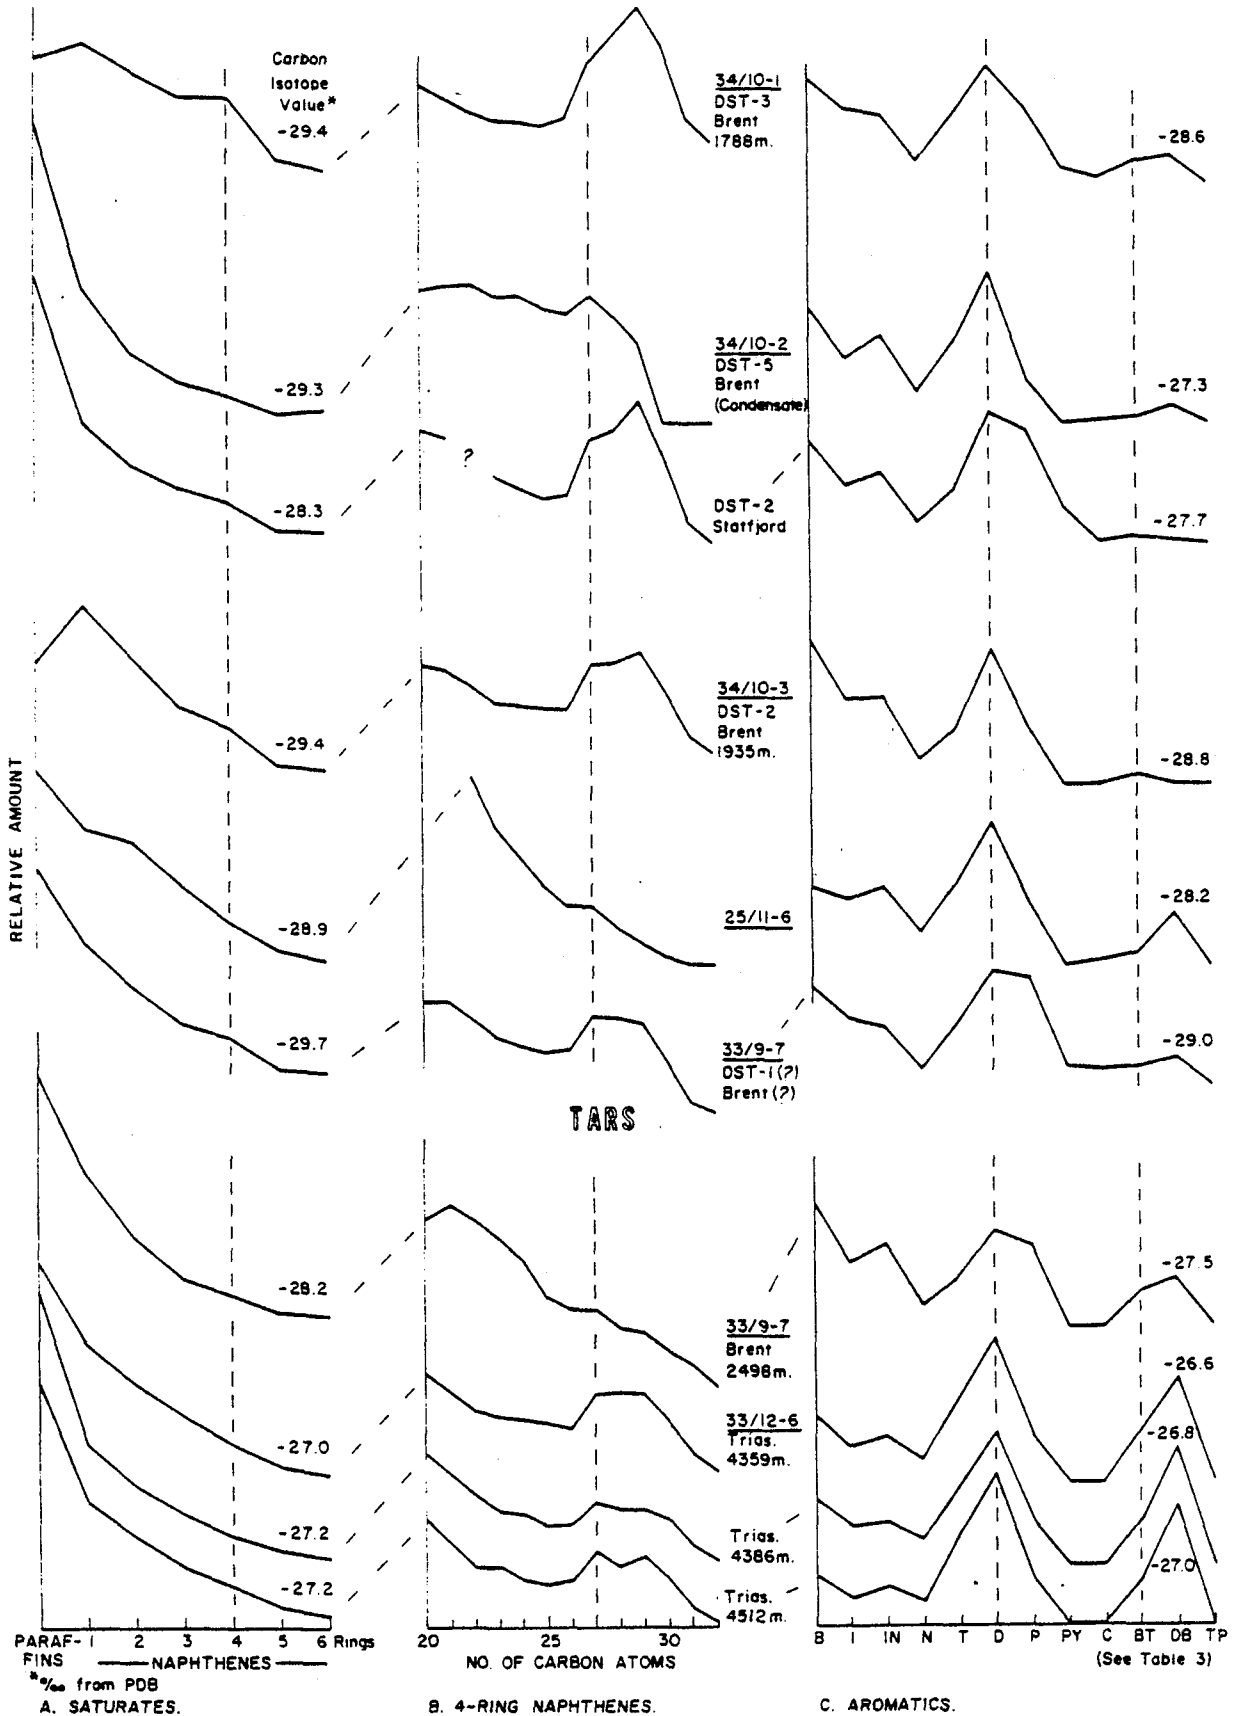 Carbon
Isotope
Value*
-29.4
34/10-1
DST-3
Brent
1788m.
-28.6
-29.3
34/10-2
DST-5
Brent
(Condensate)
-27.3
-28.3
?
DST-2
Statfjord
-27.7
-29.4
34/10-3
DST-2
Brent
1935m.
-28.8
RELATIVE AMOUNT
-28.9
25/11-6
-28.2
-29.7
33/9-7
DST-1(?)
Brent(?)
-29.0
TARS
-28.2
33/9-7
Brent
2498m.
-27.5
-27.0
33/12-6
Trias.
4359m.
-26.6
-27.2
Trias.
4386m.
-26.8
-27.2
Trias.
4512m.
-27.0
PARAF- 1 2 3 4 5 6 Rings
FINS NAPHTHENES
*‰ from PDB
A. SATURATES.
20 25 30
NO. OF CARBON ATOMS
B. 4-RING NAPHTHENES.
B I IN N T D P PY C BT DB TP
(See Table 3)
C. AROMATICS.